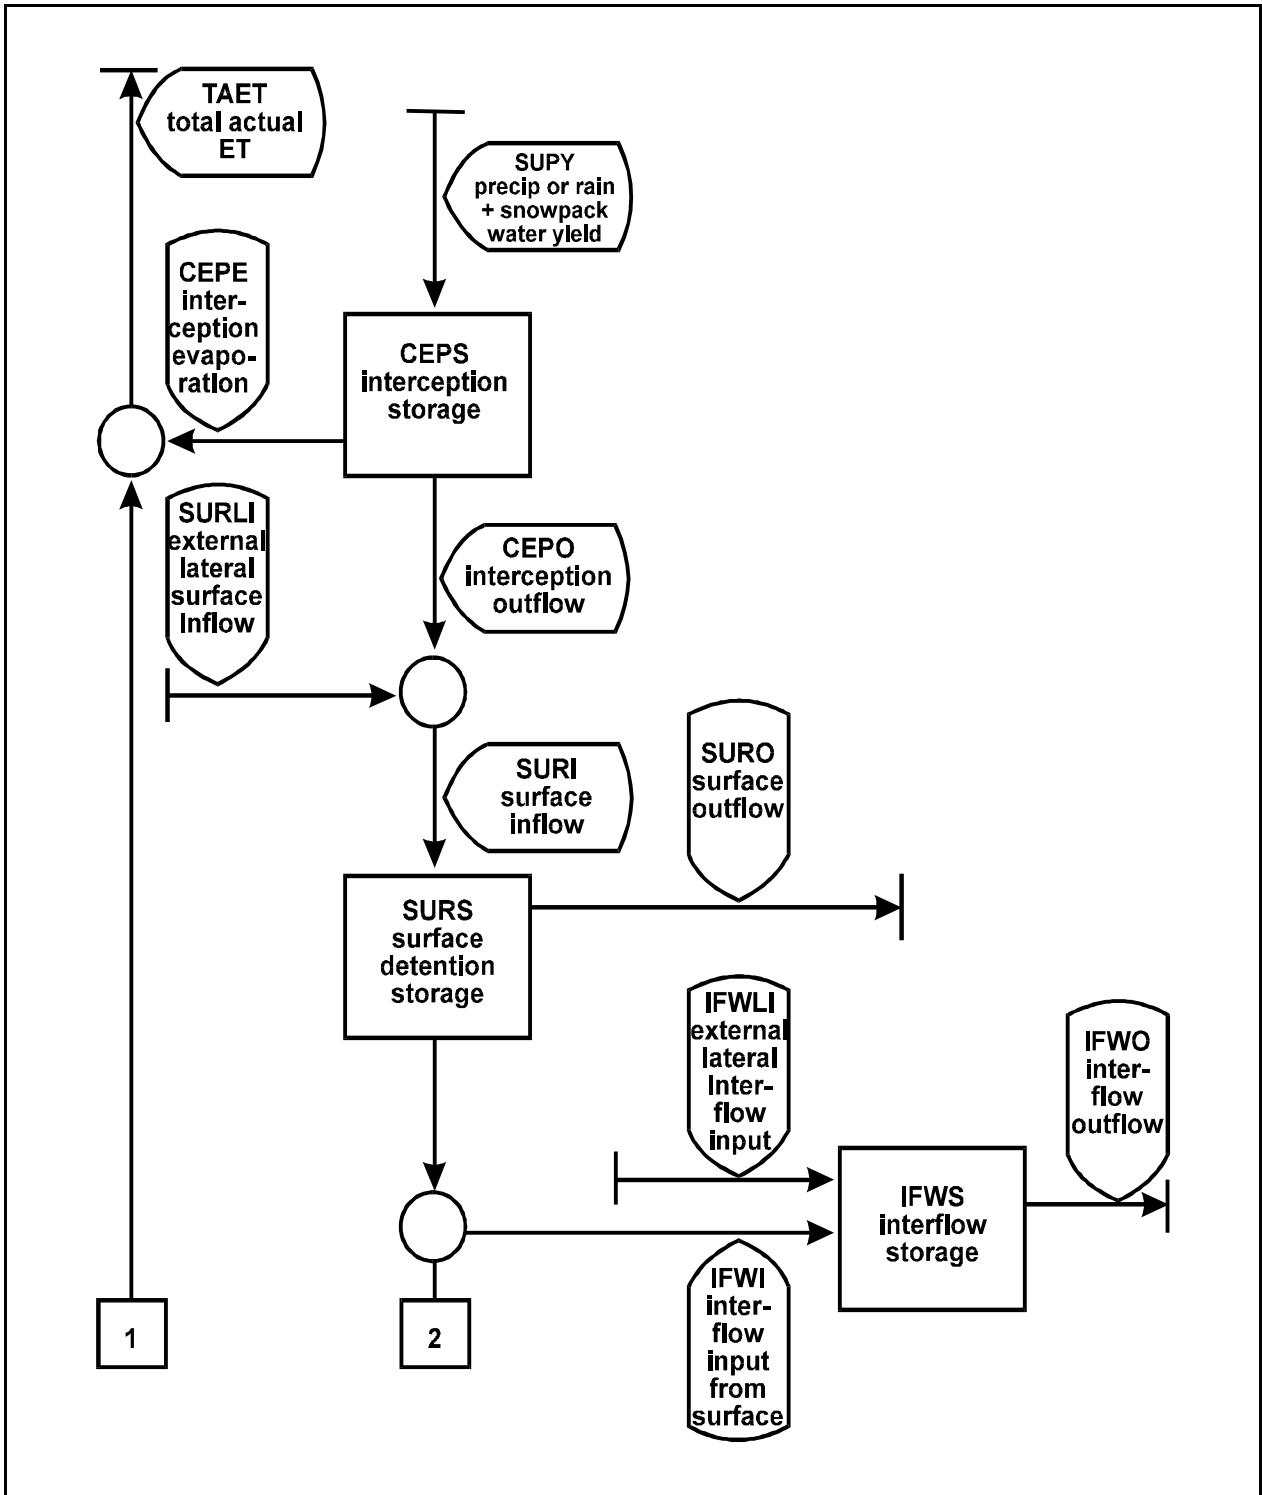 TAET
total actual
ET
SUPY
precip or rain
+ snowpack
water yield
CEPE
inter-
ception
evapo-
ration
CEPS
interception
storage
SURLI
external
lateral
surface
Inflow
CEPO
interception
outflow
SURI
surface
inflow
SURO
surface
outflow
SURS
surface
detention
storage
IFWLI
external
lateral
Inter-
flow
input
IFWO
inter-
flow
outflow
IFWS
interflow
storage
IFWI
inter-
flow
input
from
surface
1
2